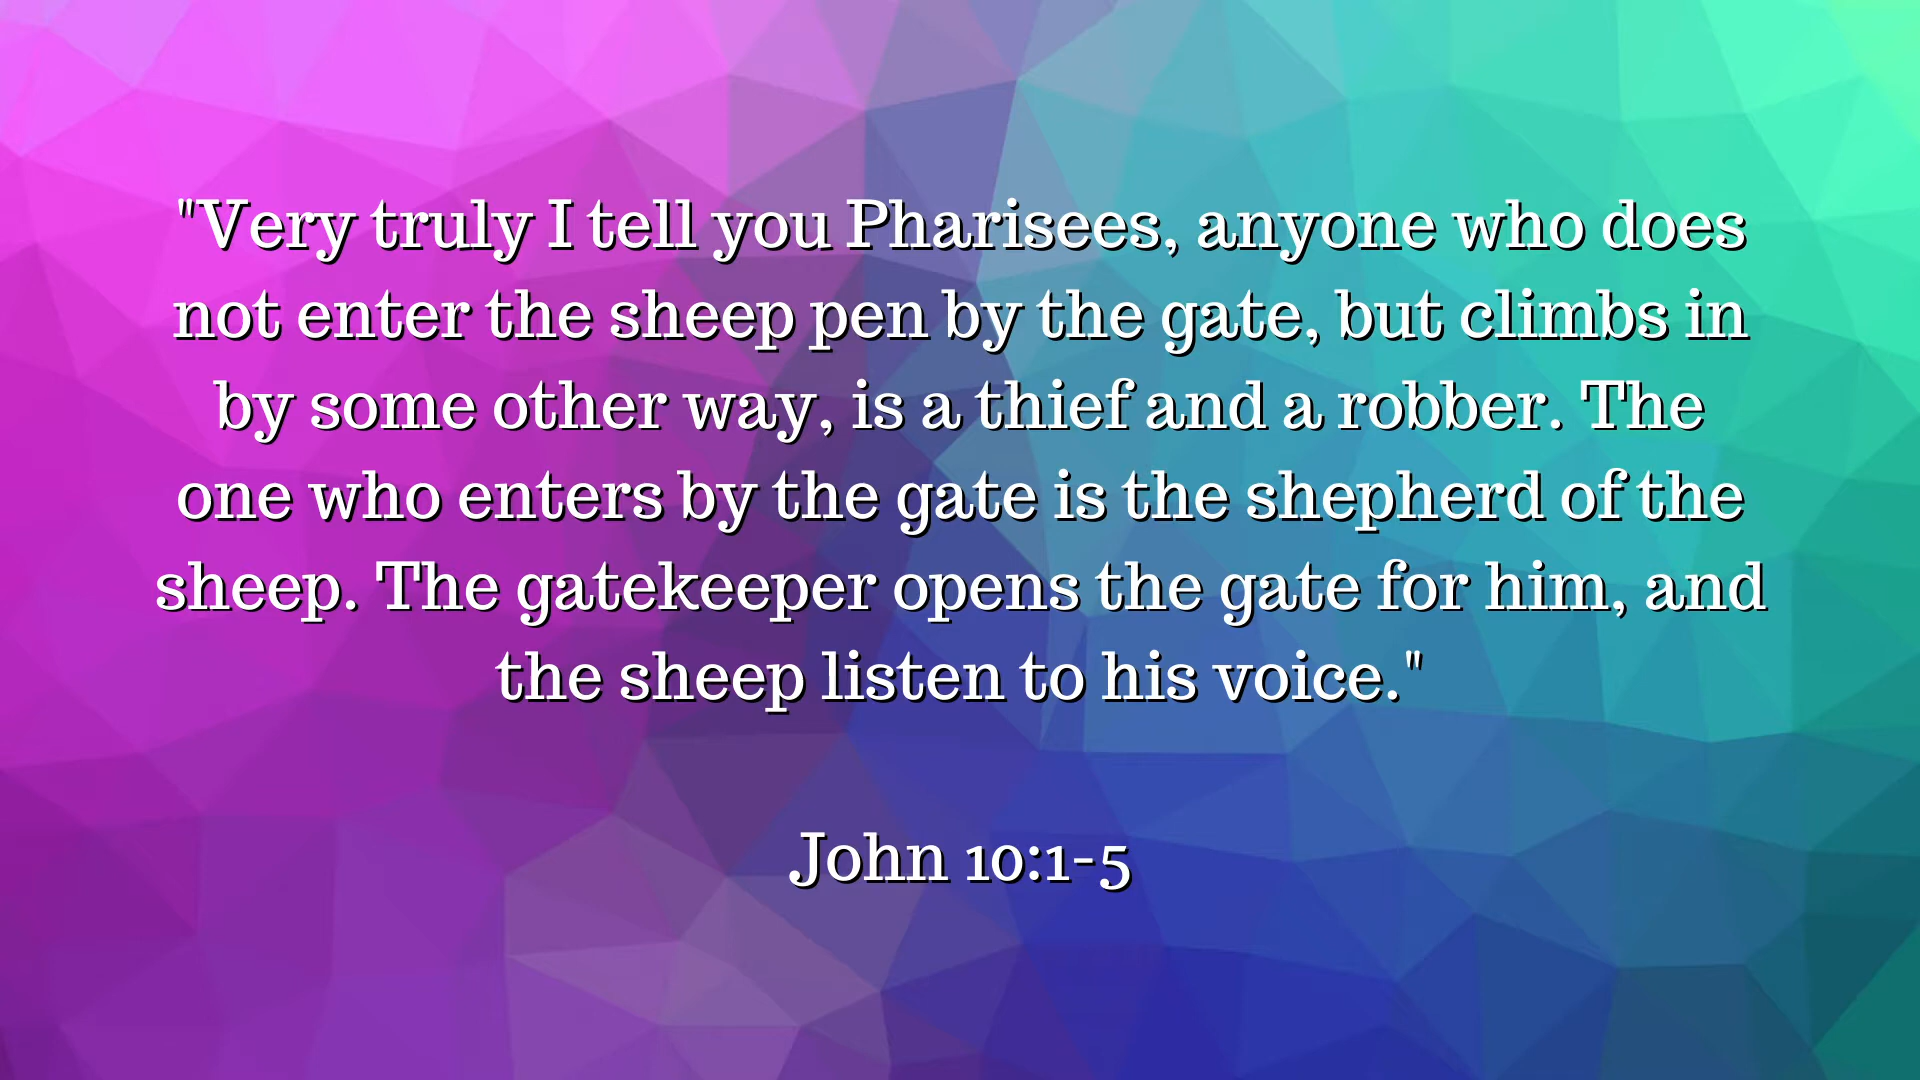 "Very truly I tell you Pharisees, anyone who does
not enter the sheep pen by the gate, but climbs in
by some other way, is a thief and a robber. The
one who enters by the gate is the shepherd of the
sheep. The gatekeeper opens the gate for him, and
the sheep listen to his voice."
John 10:1-5